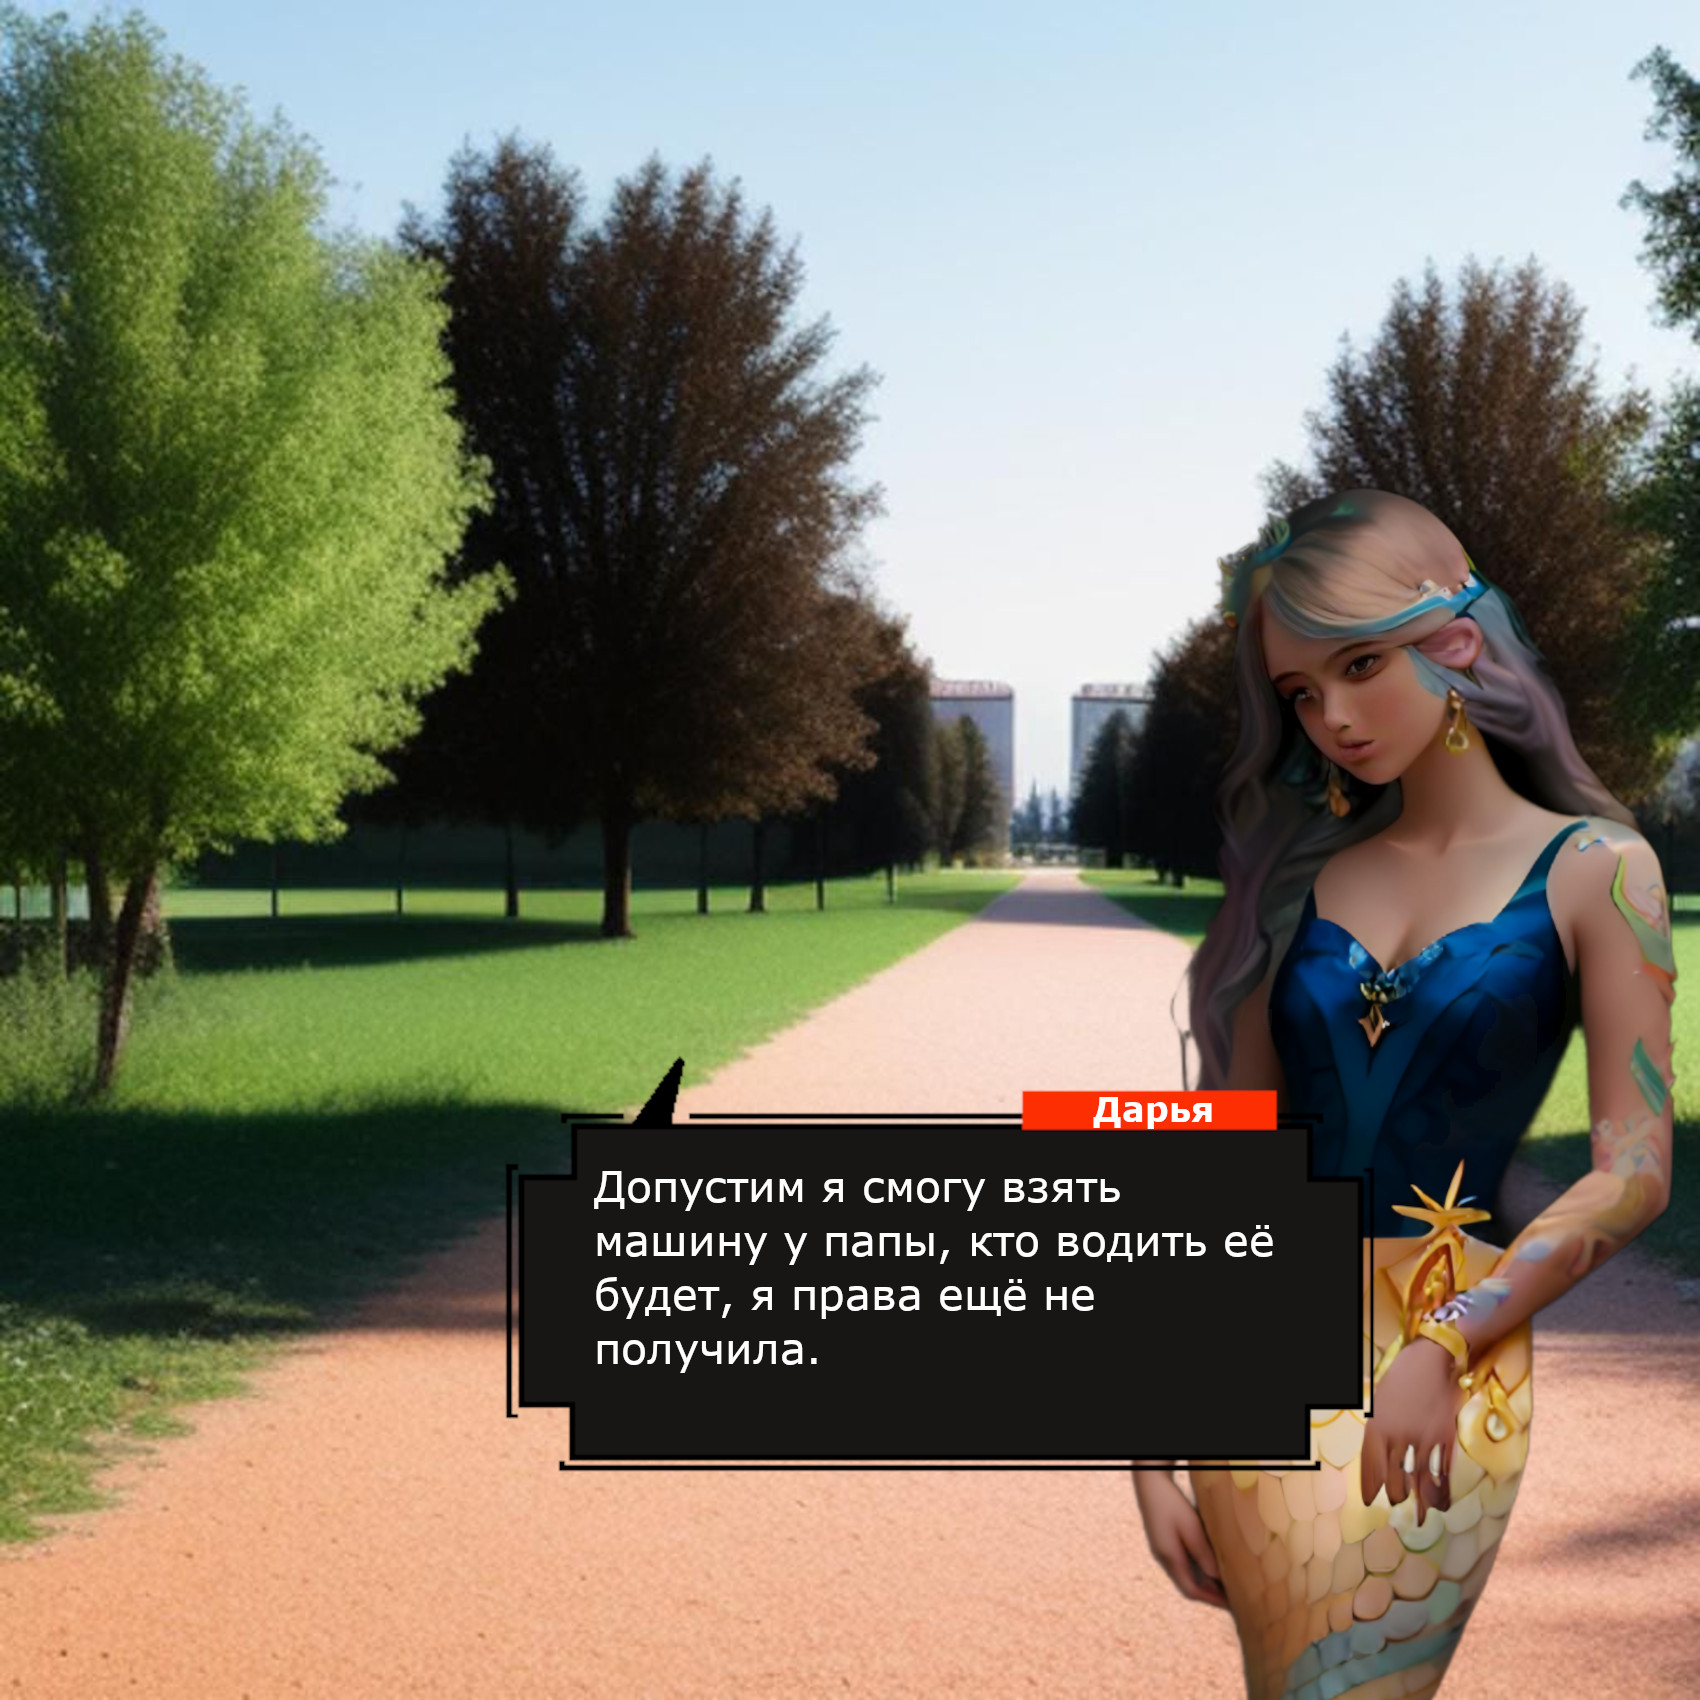 Дарья
Допустим я смогу взять
машину у папы, кто водить её
будет, я права ещё не
получила.